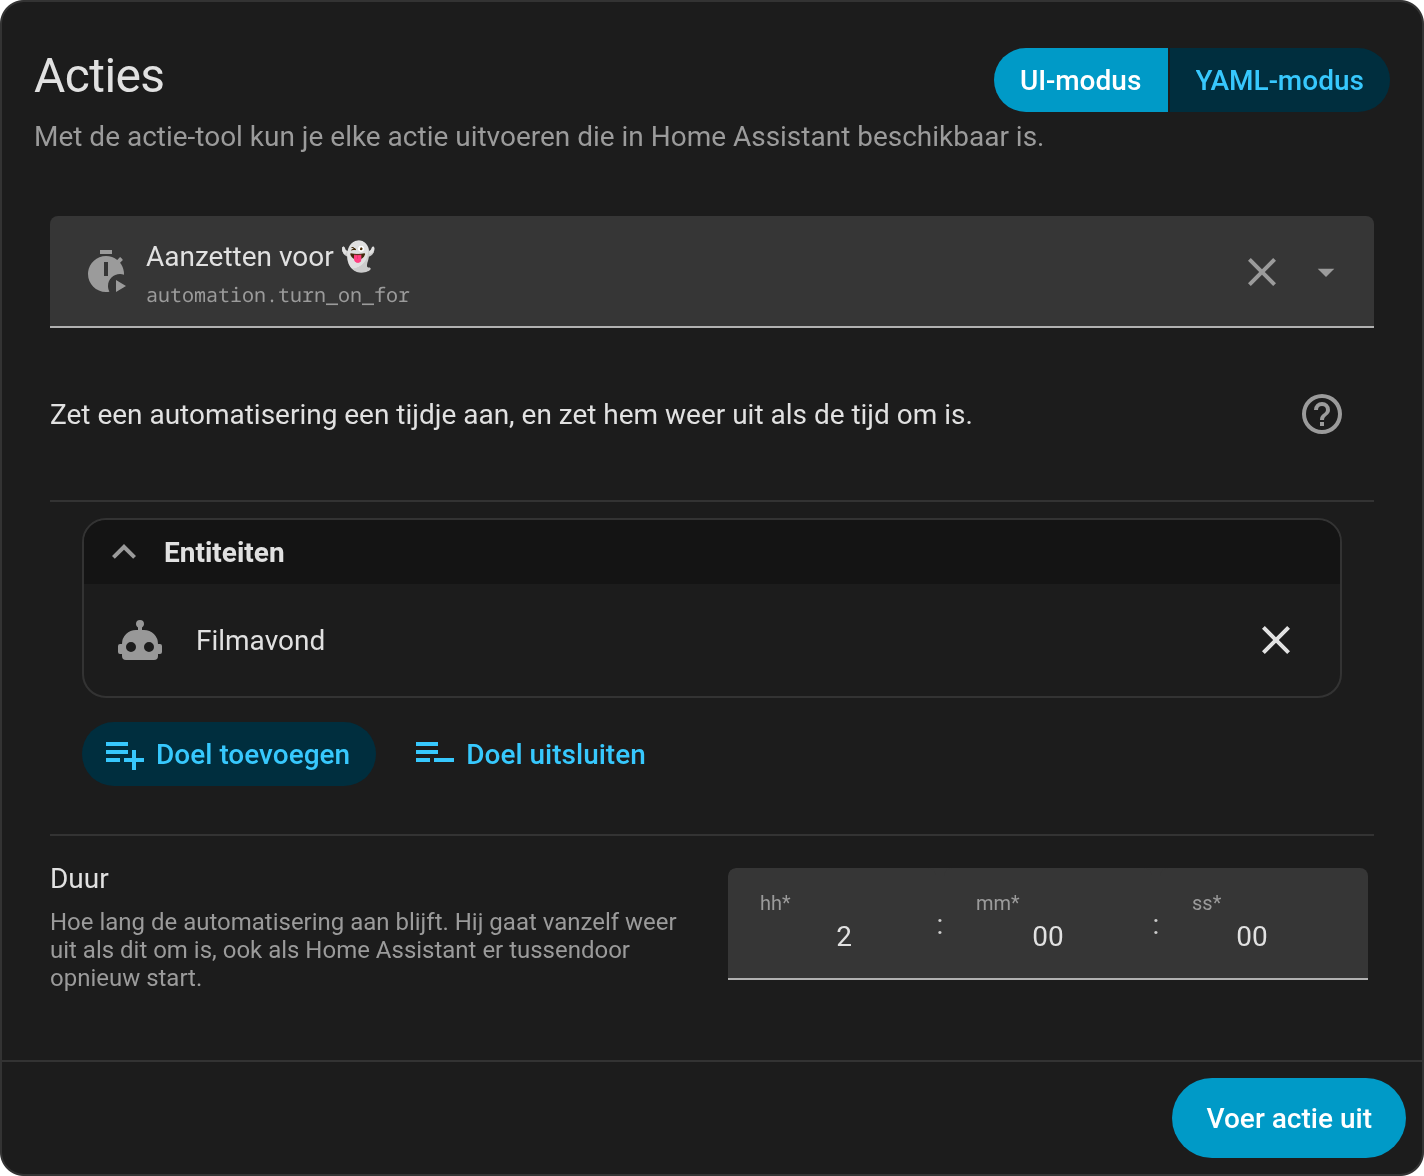 Acties
UI-modus
YAML-modus
Met de actie-tool kun je elke actie uitvoeren die in Home Assistant beschikbaar is.
Aanzetten voor 👻
automation.turn_on_for
Zet een automatisering een tijdje aan, en zet hem weer uit als de tijd om is.
Entiteiten
Filmavond
Doel toevoegen
Doel uitsluiten
Duur
Hoe lang de automatisering aan blijft. Hij gaat vanzelf weer
uit als dit om is, ook als Home Assistant er tussendoor
opnieuw start.
hh* mm* ss*
2 : 00 : 00
Voer actie uit